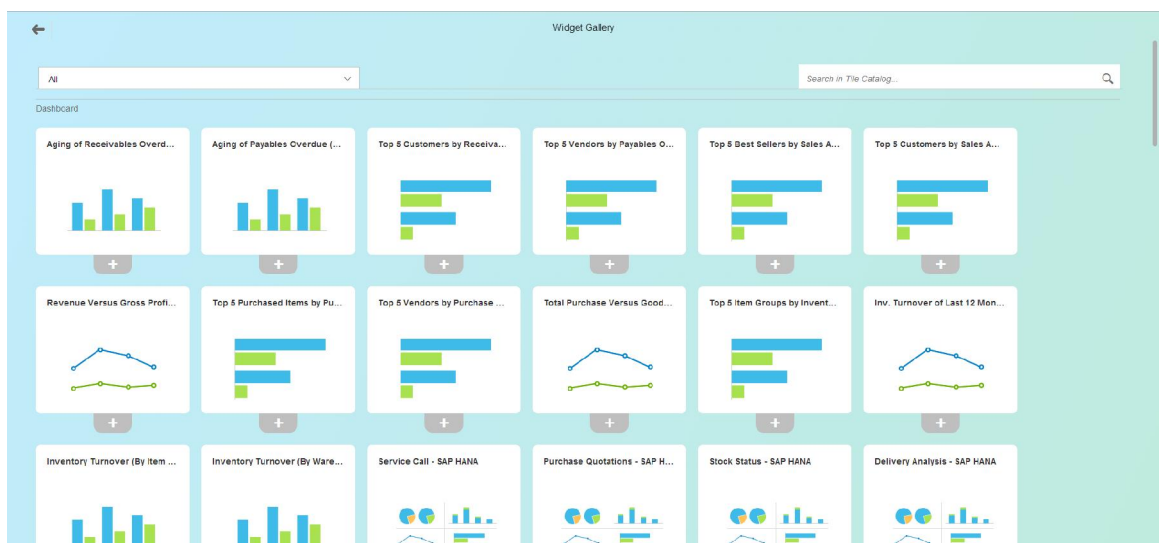 Widget Gallery
All
Search in Tile Catalog...
Dashboard
Aging of Receivables Overd...
Aging of Payables Overdue (...
Top 5 Customers by Receiva...
Top 5 Vendors by Payables O...
Top 5 Best Sellers by Sales A...
Top 5 Customers by Sales A...
Revenue Versus Gross Profi...
Top 5 Purchased Items by Pu...
Top 5 Vendors by Purchase ...
Total Purchase Versus Good...
Top 5 Item Groups by Invent...
Inv. Turnover of Last 12 Mon...
Inventory Turnover (By Item ...
Inventory Turnover (By Ware...
Service Call - SAP HANA
Purchase Quotations - SAP H...
Stock Status - SAP HANA
Delivery Analysis - SAP HANA